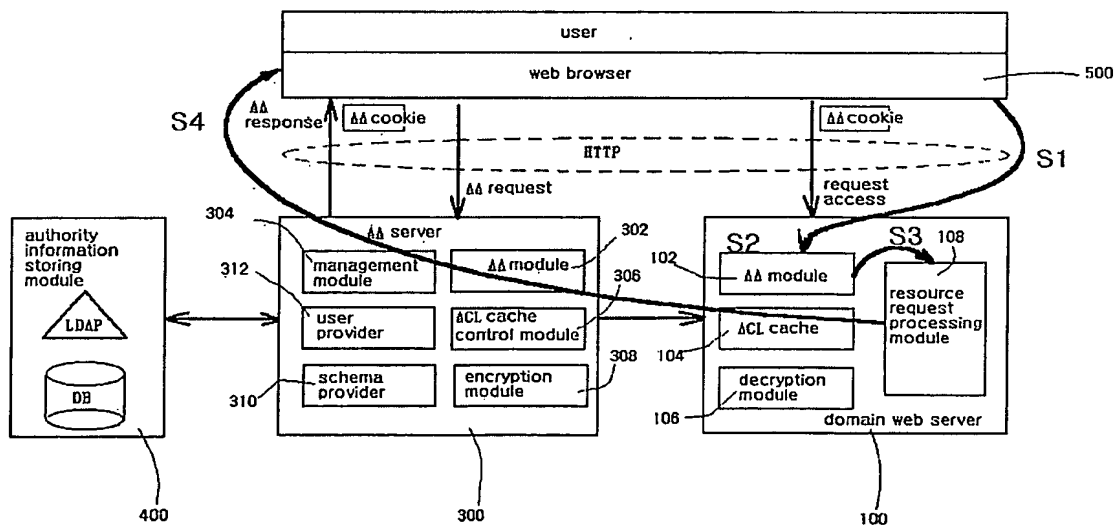 user
web browser
500
S4
ΔΔ
response
ΔΔ cookie
ΔΔ cookie
HTTP
S1
ΔΔ request
request
access
304
authority
information
storing
module
LDAP
DB
400
ΔΔ server
302
management
module
ΔΔ module
312
306
user
provider
ΔCL cache
control module
310
schema
provider
encryption
module
308
300
S2
S3
108
102
ΔΔ module
resource
request
processing
module
104
ΔCL cache
106
decryption
module
domain web server
100